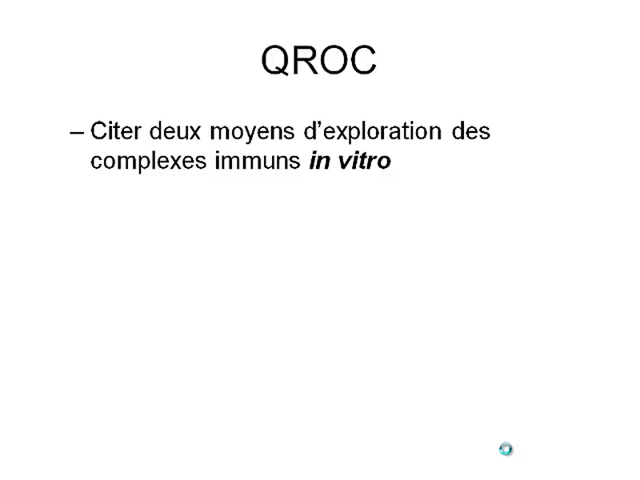 QROC
– Citer deux moyens d'exploration des
complexes immuns in vitro